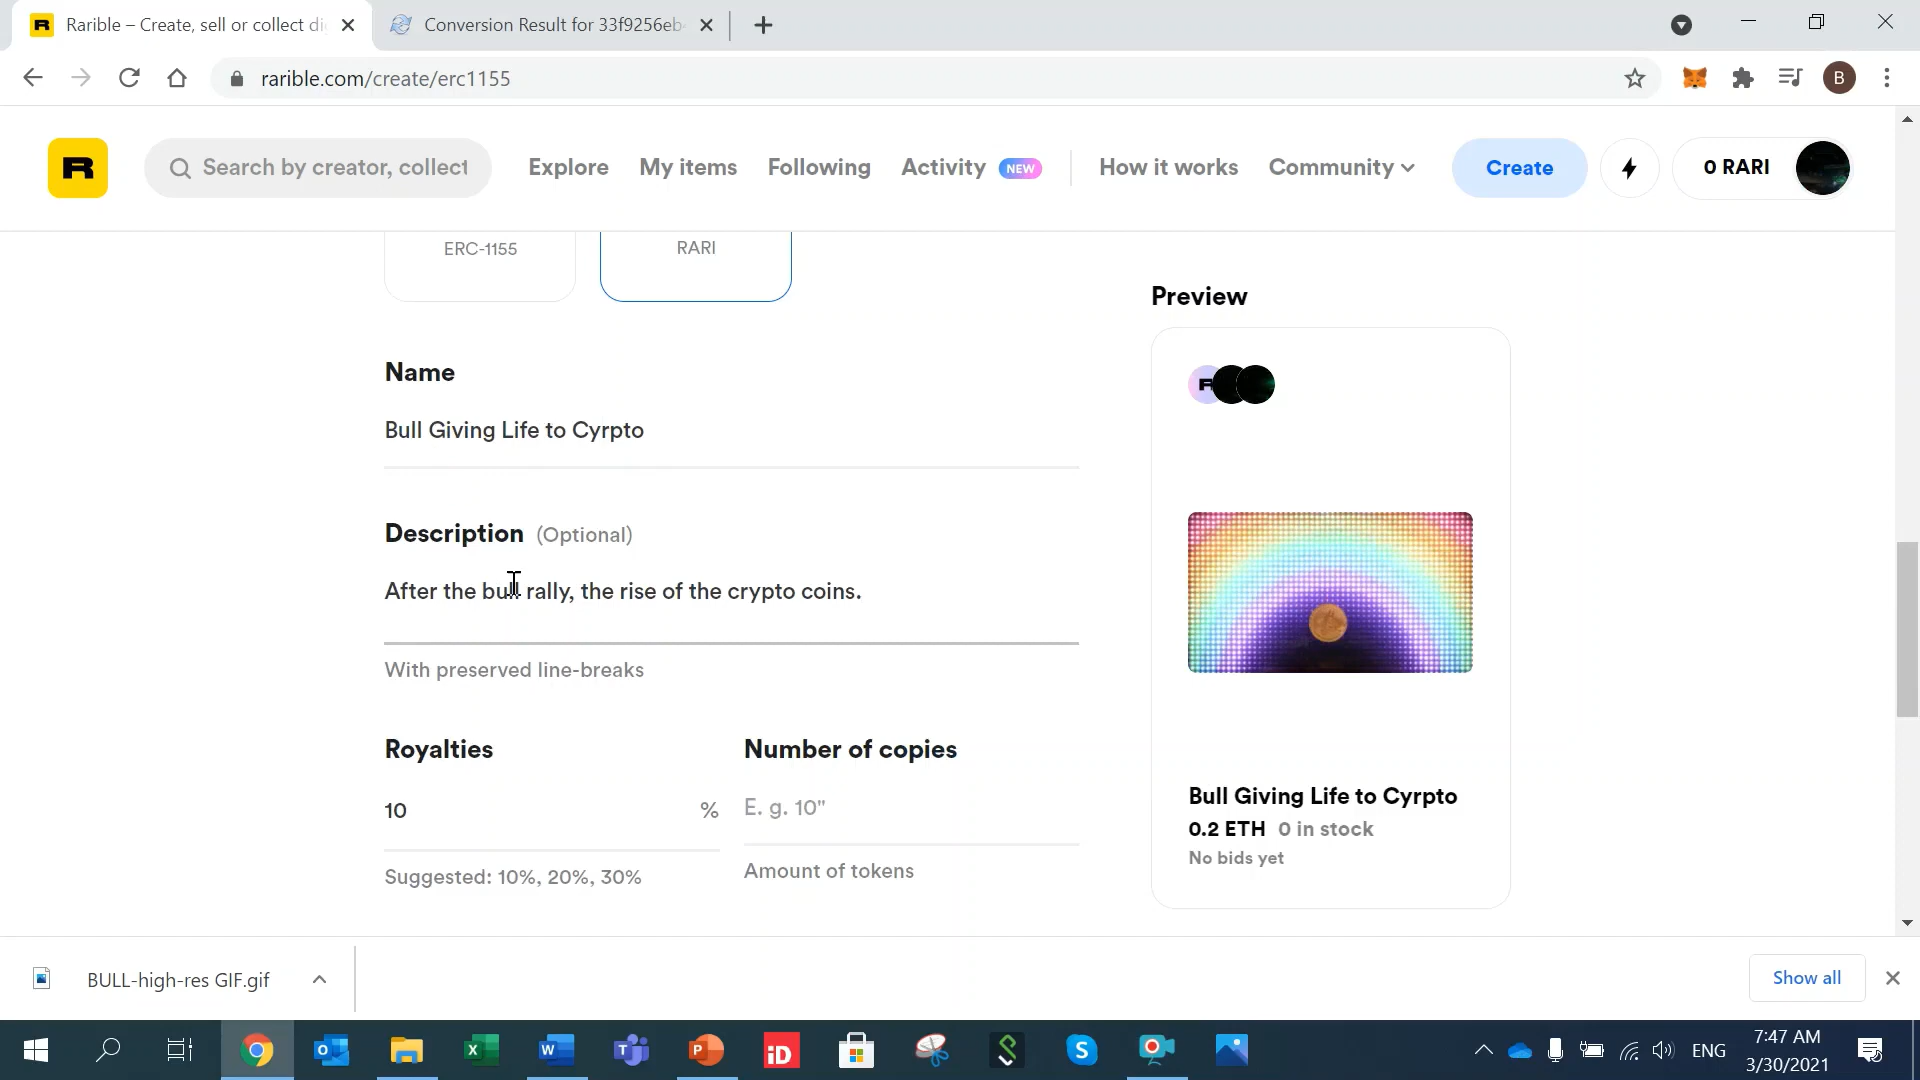 Rarible – Create, sell or collect di
Conversion Result for 33f9256eb
B
rarible.com/create/erc1155
R
Search by creator, collect
Explore
My items
Following
Activity
NEW
How it works
Community
Create
0 RARI
ERC-1155
RARI
Preview
Name
Bull Giving Life to Cyrpto
Description (Optional)
After the bull rally, the rise of the crypto coins.
With preserved line-breaks
Royalties
Number of copies
10 %
E. g. 10"
Suggested: 10%, 20%, 30%
Amount of tokens
Bull Giving Life to Cyrpto
0.2 ETH 0 in stock
No bids yet
BULL-high-res GIF.gif
Show all
ENG
7:47 AM
3/30/2021